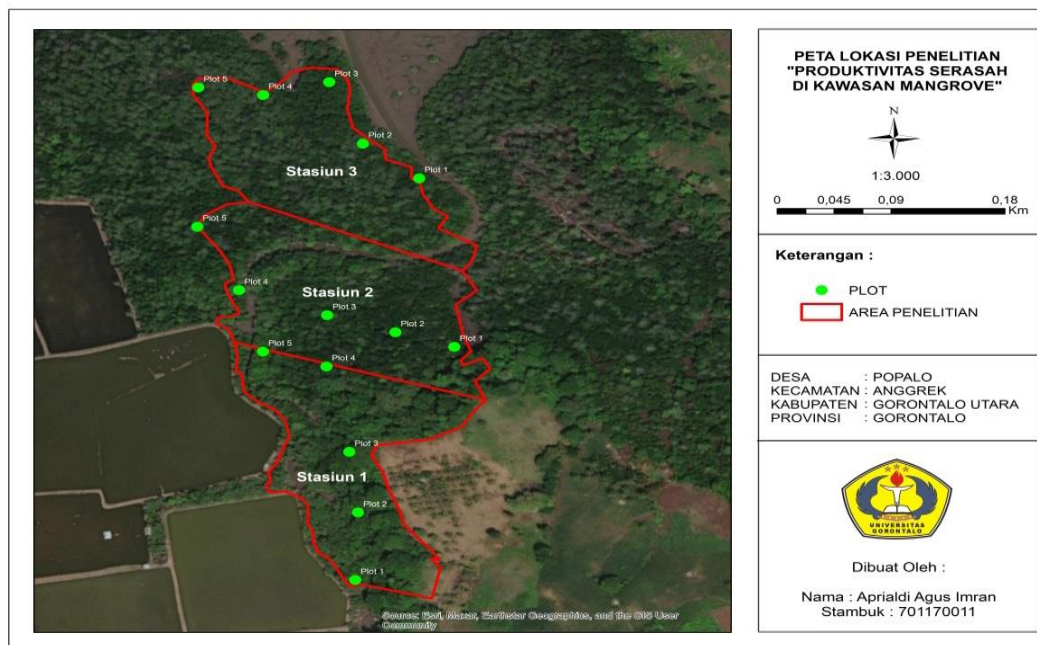 Plot 5
Plot 4
Plot 3
Plot 2
Plot 1
Stasiun 3
Plot 5
Plot 4
Stasiun 2
Plot 3
Plot 2
Plot 1
Plot 5
Plot 4
Plot 3
Stasiun 1
Plot 2
Plot 1
Source: Esri, Maxar, Earthstar Geographics, and the GIS User
Community
PETA LOKASI PENELITIAN
"PRODUKTIVITAS SERASAH
DI KAWASAN MANGROVE"
N
1:3.000
0 0,045 0,09 0,18
Km
Keterangan :
PLOT
AREA PENELITIAN
DESA : POPALO
KECAMATAN : ANGGREK
KABUPATEN : GORONTALO UTARA
PROVINSI : GORONTALO
UNIVERSITAS
GORONTALO
Dibuat Oleh :
Nama : Aprialdi Agus Imran
Stambuk : 701170011